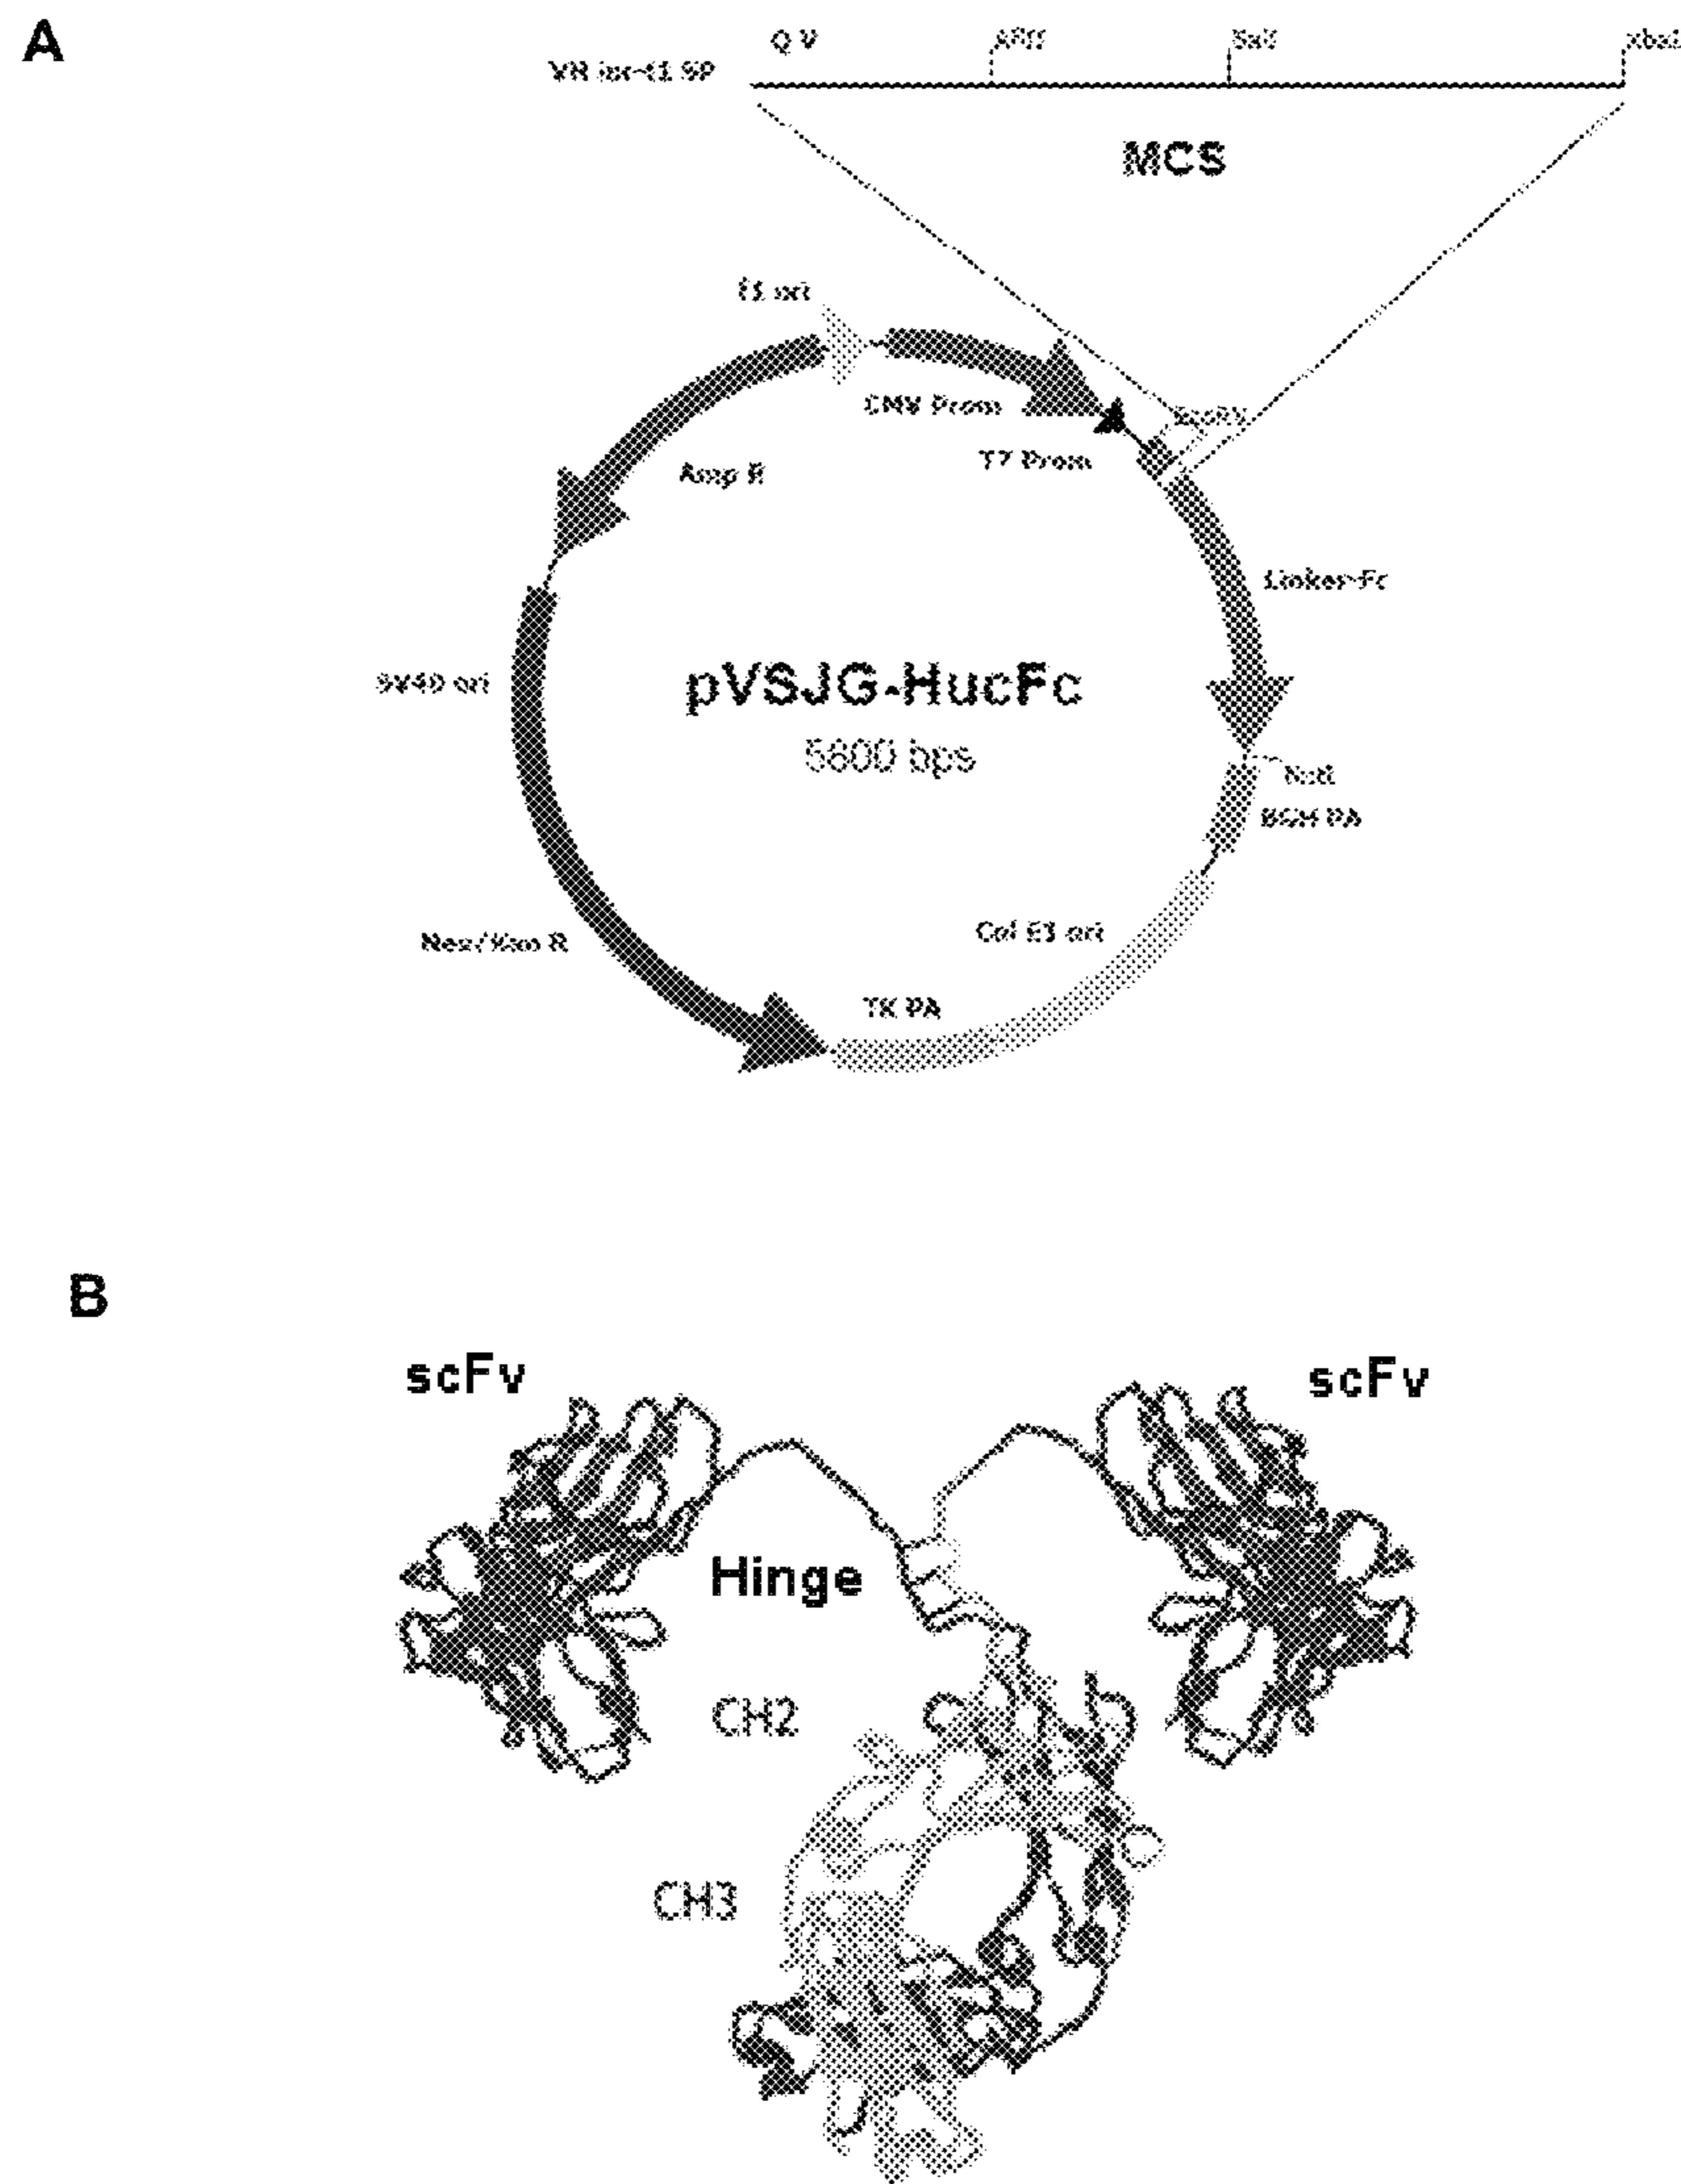 A
MCS
f1 ori
CMV Prom
T7 Prom
EcoRV
Amp R
Linker-Fc
SV40 ori
pVSJG-HucFc
5600 bps
BGH PA
Col E1 ori
TK PA
B
scFv
scFv
Hinge
CH2
CH3